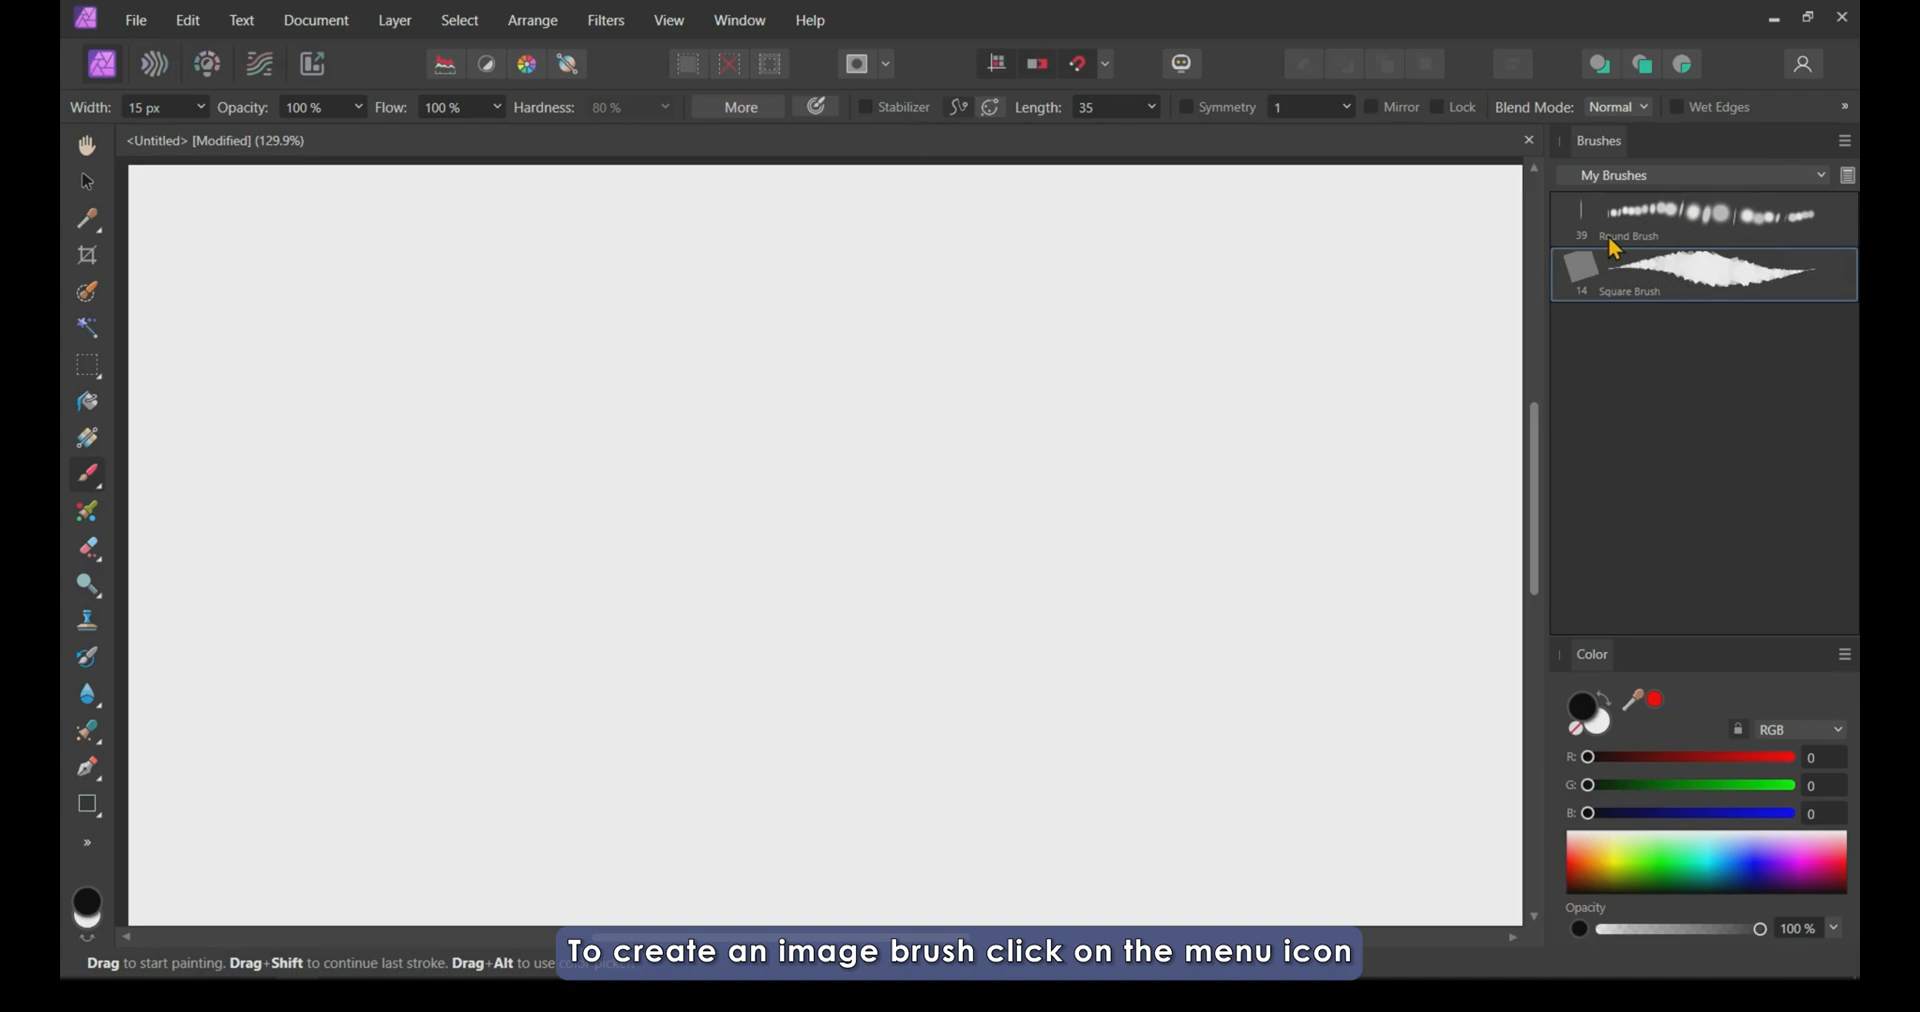 File Edit Text Document Layer Select Arrange Filters View Window Help
Width: 15 px Opacity: 100 % Flow: 100 % Hardness: 80 % More Stabilizer Length: 35 Symmetry 1 Mirror Lock Blend Mode: Normal Wet Edges
<Untitled> [Modified] (129.9%)
Brushes
My Brushes
39 Round Brush
14 Square Brush
Color
RGB
R: 0
G: 0
B: 0
Opacity
100 %
To create an image brush click on the menu icon
Drag to start painting. Drag+Shift to continue last stroke. Drag+Alt to use color picker.